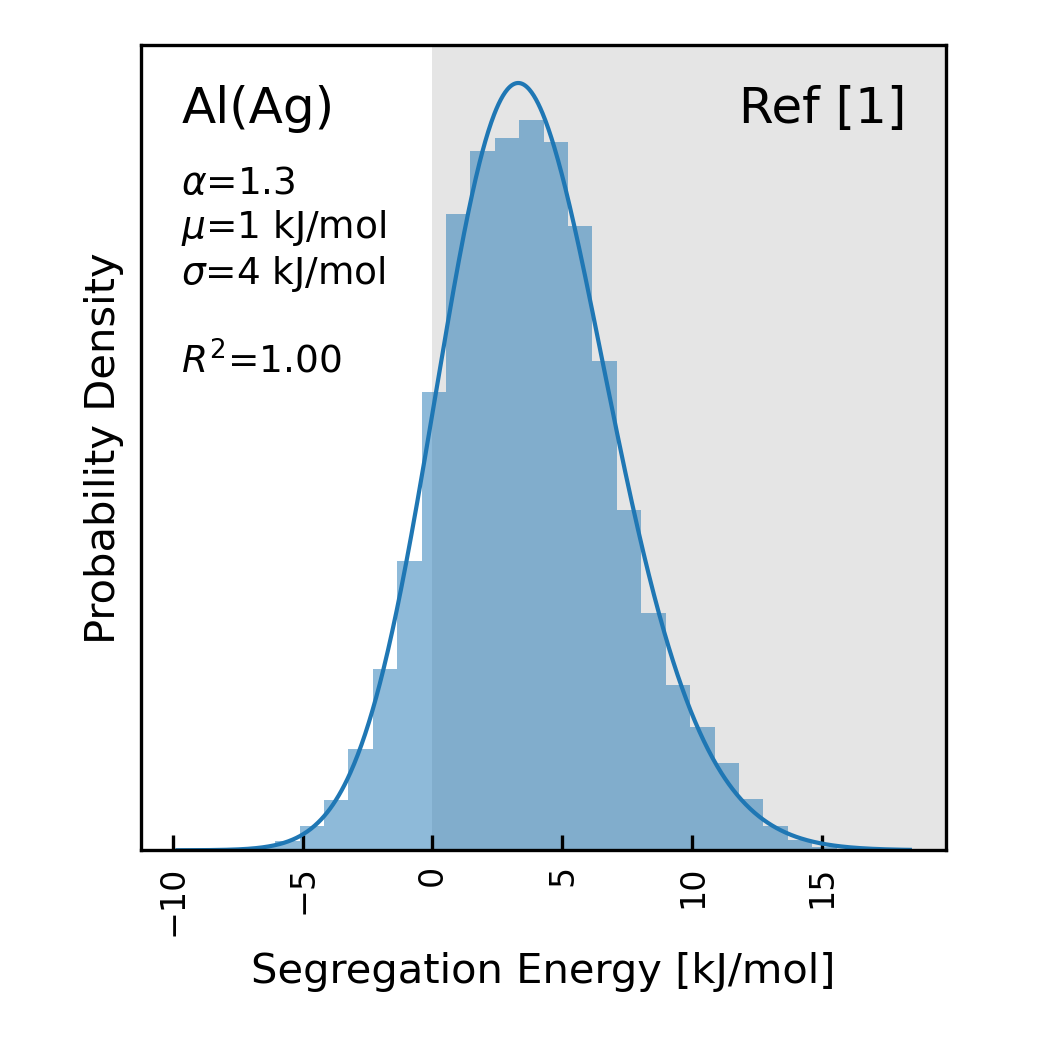 Al(Ag)
Ref [1]
α=1.3
μ=1 kJ/mol
σ=4 kJ/mol
R²=1.00
Probability Density
−10
−5
0
5
10
15
Segregation Energy [kJ/mol]